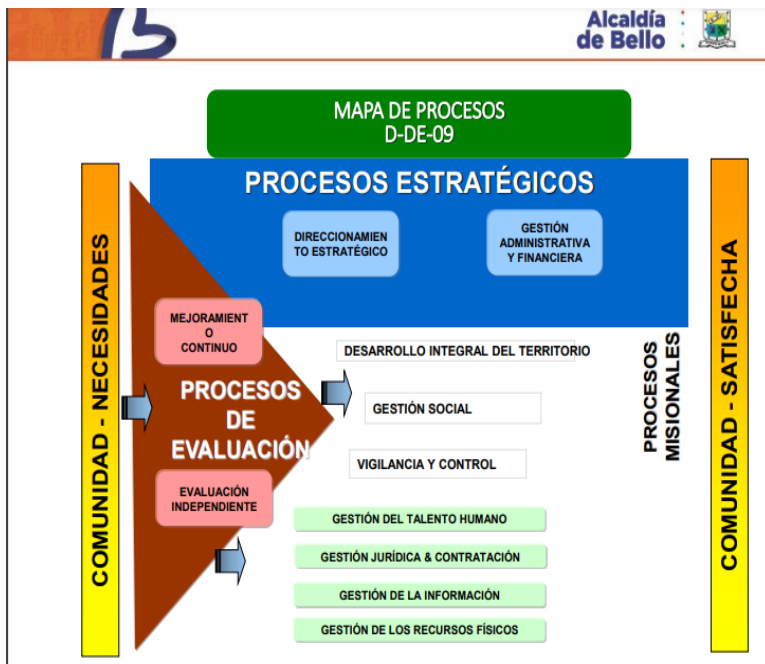 Alcaldía
de Bello
MAPA DE PROCESOS
D-DE-09
PROCESOS ESTRATÉGICOS
DIRECCIONAMIEN
TO ESTRATÉGICO
GESTIÓN
ADMINISTRATIVA
Y FINANCIERA
COMUNIDAD - NECESIDADES
MEJORAMIENT
O
CONTINUO
PROCESOS
DE
EVALUACIÓN
EVALUACIÓN
INDEPENDIENTE
DESARROLLO INTEGRAL DEL TERRITORIO
GESTIÓN SOCIAL
VIGILANCIA Y CONTROL
PROCESOS
MISIONALES
GESTIÓN DEL TALENTO HUMANO
GESTIÓN JURÍDICA & CONTRATACIÓN
GESTIÓN DE LA INFORMACIÓN
GESTIÓN DE LOS RECURSOS FÍSICOS
COMUNIDAD - SATISFECHA